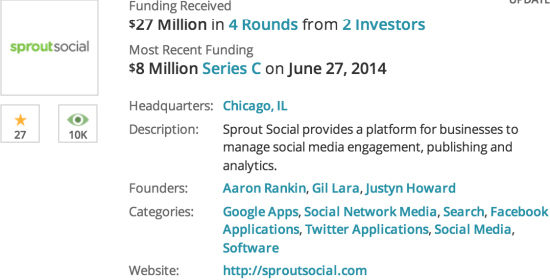 UPDATE
Funding Received
$27 Million in 4 Rounds from 2 Investors
sproutsocial
Most Recent Funding
$8 Million Series C on June 27, 2014
27
10K
Headquarters: Chicago, IL
Description: Sprout Social provides a platform for businesses to
manage social media engagement, publishing and
analytics.
Founders: Aaron Rankin, Gil Lara, Justyn Howard
Categories: Google Apps, Social Network Media, Search, Facebook
Applications, Twitter Applications, Social Media,
Software
Website: http://sproutsocial.com